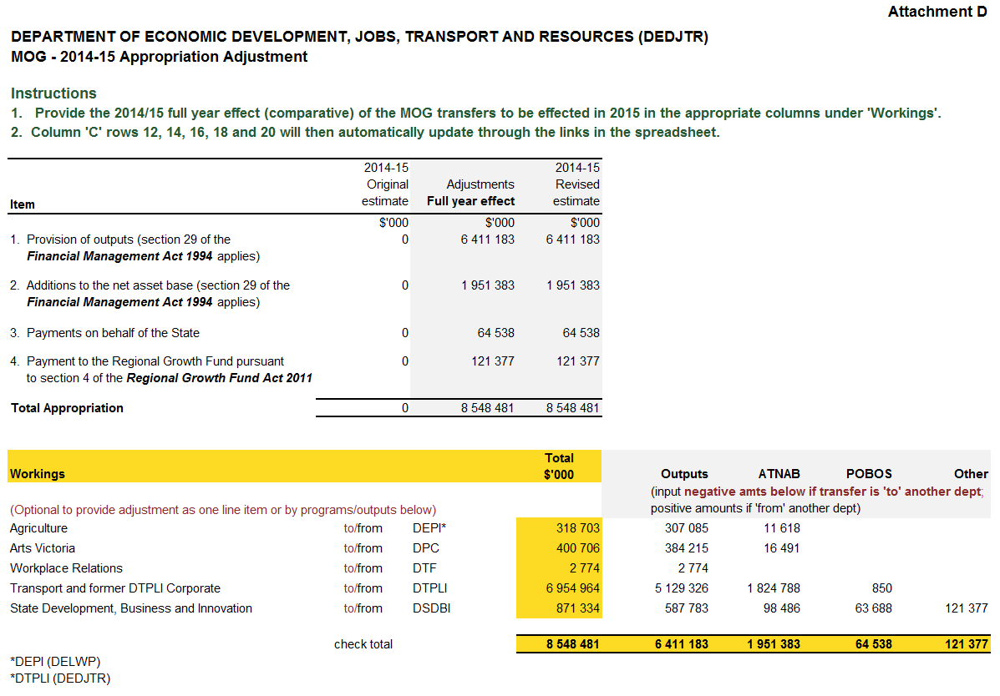 Attachment D
DEPARTMENT OF ECONOMIC DEVELOPMENT, JOBS, TRANSPORT AND RESOURCES (DEDJTR)
MOG - 2014-15 Appropriation Adjustment
Instructions
1. Provide the 2014/15 full year effect (comparative) of the MOG transfers to be effected in 2015 in the appropriate columns under 'Workings'.
2. Column 'C' rows 12, 14, 16, 18 and 20 will then automatically update through the links in the spreadsheet.
2014-15 2014-15
Original Adjustments Revised
Item estimate Full year effect estimate
$'000 $'000 $'000
1. Provision of outputs (section 29 of the 0 6 411 183 6 411 183
Financial Management Act 1994 applies)
2. Additions to the net asset base (section 29 of the 0 1 951 383 1 951 383
Financial Management Act 1994 applies)
3. Payments on behalf of the State 0 64 538 64 538
4. Payment to the Regional Growth Fund pursuant 0 121 377 121 377
to section 4 of the Regional Growth Fund Act 2011
Total Appropriation 0 8 548 481 8 548 481
Total
Workings $'000 Outputs ATNAB POBOS Other
(input negative amts below if transfer is 'to' another dept;
(Optional to provide adjustment as one line item or by programs/outputs below) positive amounts if 'from' another dept)
Agriculture to/from DEPI* 318 703 307 085 11 618
Arts Victoria to/from DPC 400 706 384 215 16 491
Workplace Relations to/from DTF 2 774 2 774
Transport and former DTPLI Corporate to/from DTPLI 6 954 964 5 129 326 1 824 788 850
State Development, Business and Innovation to/from DSDBI 871 334 587 783 98 486 63 688 121 377
check total 8 548 481 6 411 183 1 951 383 64 538 121 377
*DEPI (DELWP)
*DTPLI (DEDJTR)